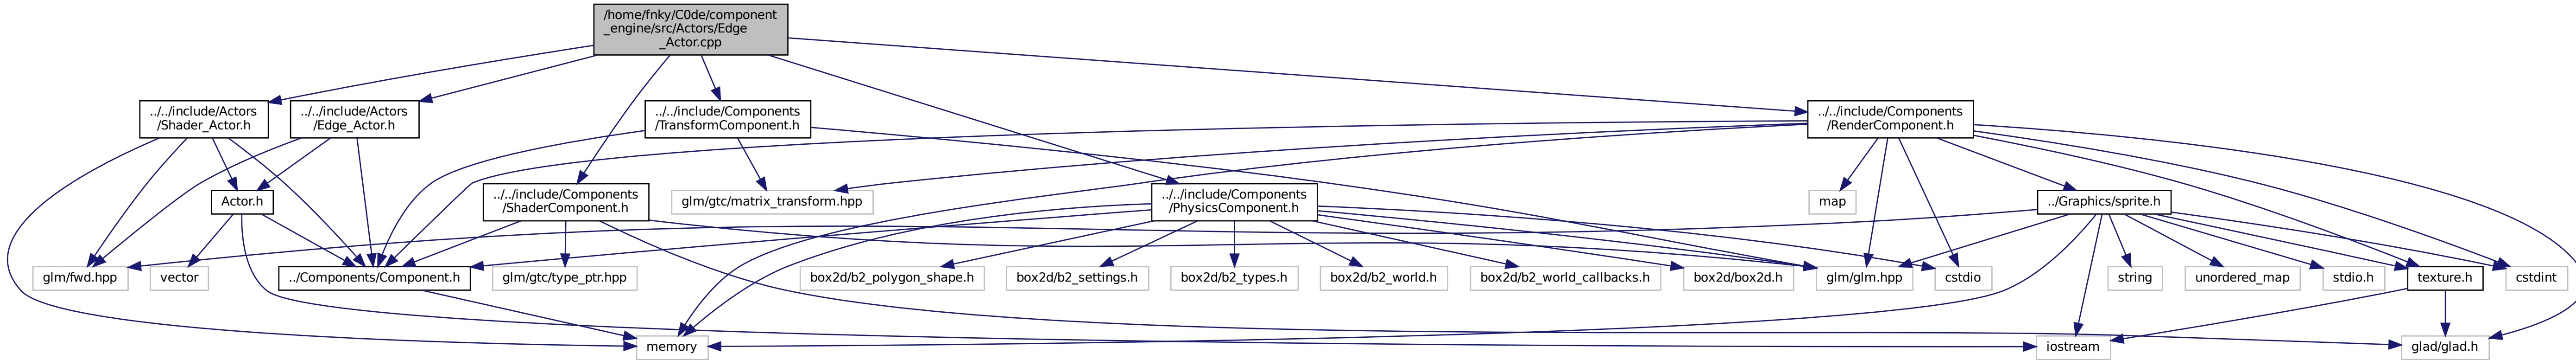 /home/fnky/C0de/component
_engine/src/Actors/Edge
_Actor.cpp
../../include/Actors
/Shader_Actor.h
../../include/Actors
/Edge_Actor.h
../../include/Components
/TransformComponent.h
../../include/Components
/RenderComponent.h
Actor.h
../../include/Components
/ShaderComponent.h
glm/gtc/matrix_transform.hpp
../../include/Components
/PhysicsComponent.h
map
../Graphics/sprite.h
glm/fwd.hpp
vector
../Components/Component.h
glm/gtc/type_ptr.hpp
box2d/b2_polygon_shape.h
box2d/b2_settings.h
box2d/b2_types.h
box2d/b2_world.h
box2d/b2_world_callbacks.h
box2d/box2d.h
glm/glm.hpp
cstdio
string
unordered_map
stdio.h
texture.h
cstdint
memory
iostream
glad/glad.h